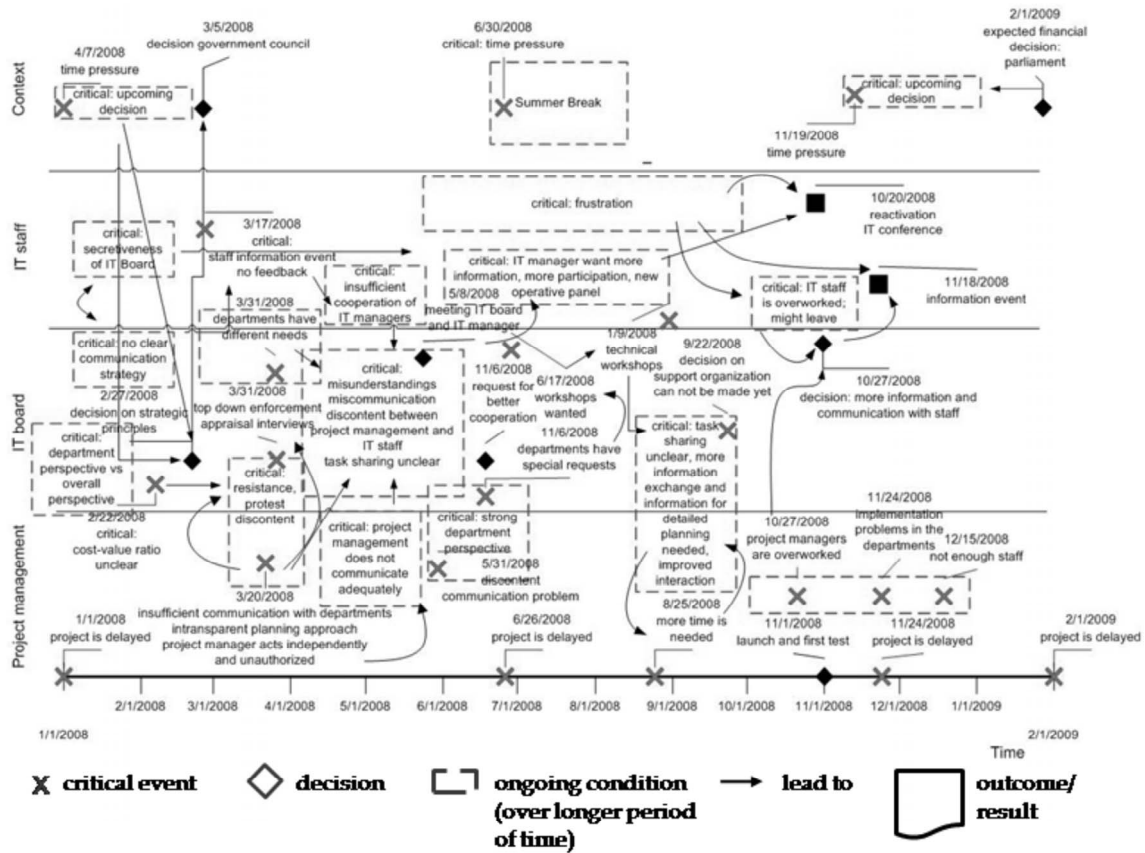 3/5/2008
decision government council
4/7/2008
time pressure
6/30/2008
critical: time pressure
2/1/2009
expected financial
decision:
parliament
Context
critical: upcoming
decision
Summer Break
critical: upcoming
decision
11/19/2008
time pressure
IT staff
critical: frustration
10/20/2008
reactivation
IT conference
critical:
secretiveness
of IT Board
3/17/2008
critical:
staff information event
no feedback
critical:
insufficient
cooperation of
IT managers
critical: IT manager want more
information, more participation, new
operative panel
critical: IT staff
is overworked;
might leave
11/18/2008
information event
3/31/2008
departments have
different needs
5/8/2008
meeting IT board
and IT manager
1/9/2008
technical
workshops
9/22/2008
decision on
support organization
can not be made yet
IT board
critical: no clear
communication
strategy
critical:
misunderstandings
miscommunication
discontent between
project management and
IT staff
task sharing unclear
11/6/2008
request for
better
cooperation
6/17/2008
workshops
wanted
10/27/2008
decision: more information and
communication with staff
2/27/2008
decision on strategic
principles
3/31/2008
top down enforcement
appraisal interviews
11/6/2008
departments have
special requests
critical:
department
perspective vs
overall
perspective
critical:
resistance,
protest
discontent
critical: task
sharing
unclear, more
information
exchange and
information for
detailed
planning
needed,
improved
interaction
2/22/2008
critical:
cost-value ratio
unclear
Project management
critical: project
management
does not
communicate
adequately
critical: strong
department
perspective
5/31/2008
discontent
communication problem
10/27/2008
project managers
are overworked
11/24/2008
implementation
problems in the
departments
12/15/2008
not enough staff
3/20/2008
insufficient communication with departments
intransparent planning approach
project manager acts independently
and unauthorized
8/25/2008
more time is
needed
1/1/2008
project is delayed
6/26/2008
project is delayed
11/1/2008
launch and first test
11/24/2008
project is delayed
2/1/2009
project is delayed
2/1/2008
3/1/2008
4/1/2008
5/1/2008
6/1/2008
7/1/2008
8/1/2008
9/1/2008
10/1/2008
11/1/2008
12/1/2008
1/1/2009
1/1/2008
2/1/2009
Time
critical event
decision
ongoing condition
(over longer period
of time)
lead to
outcome/
result